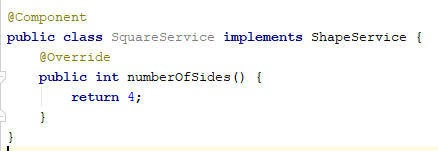 @Component
public class SquareService implements ShapeService {
    @Override
    public int numberOfSides() {
        return 4;
    }
}